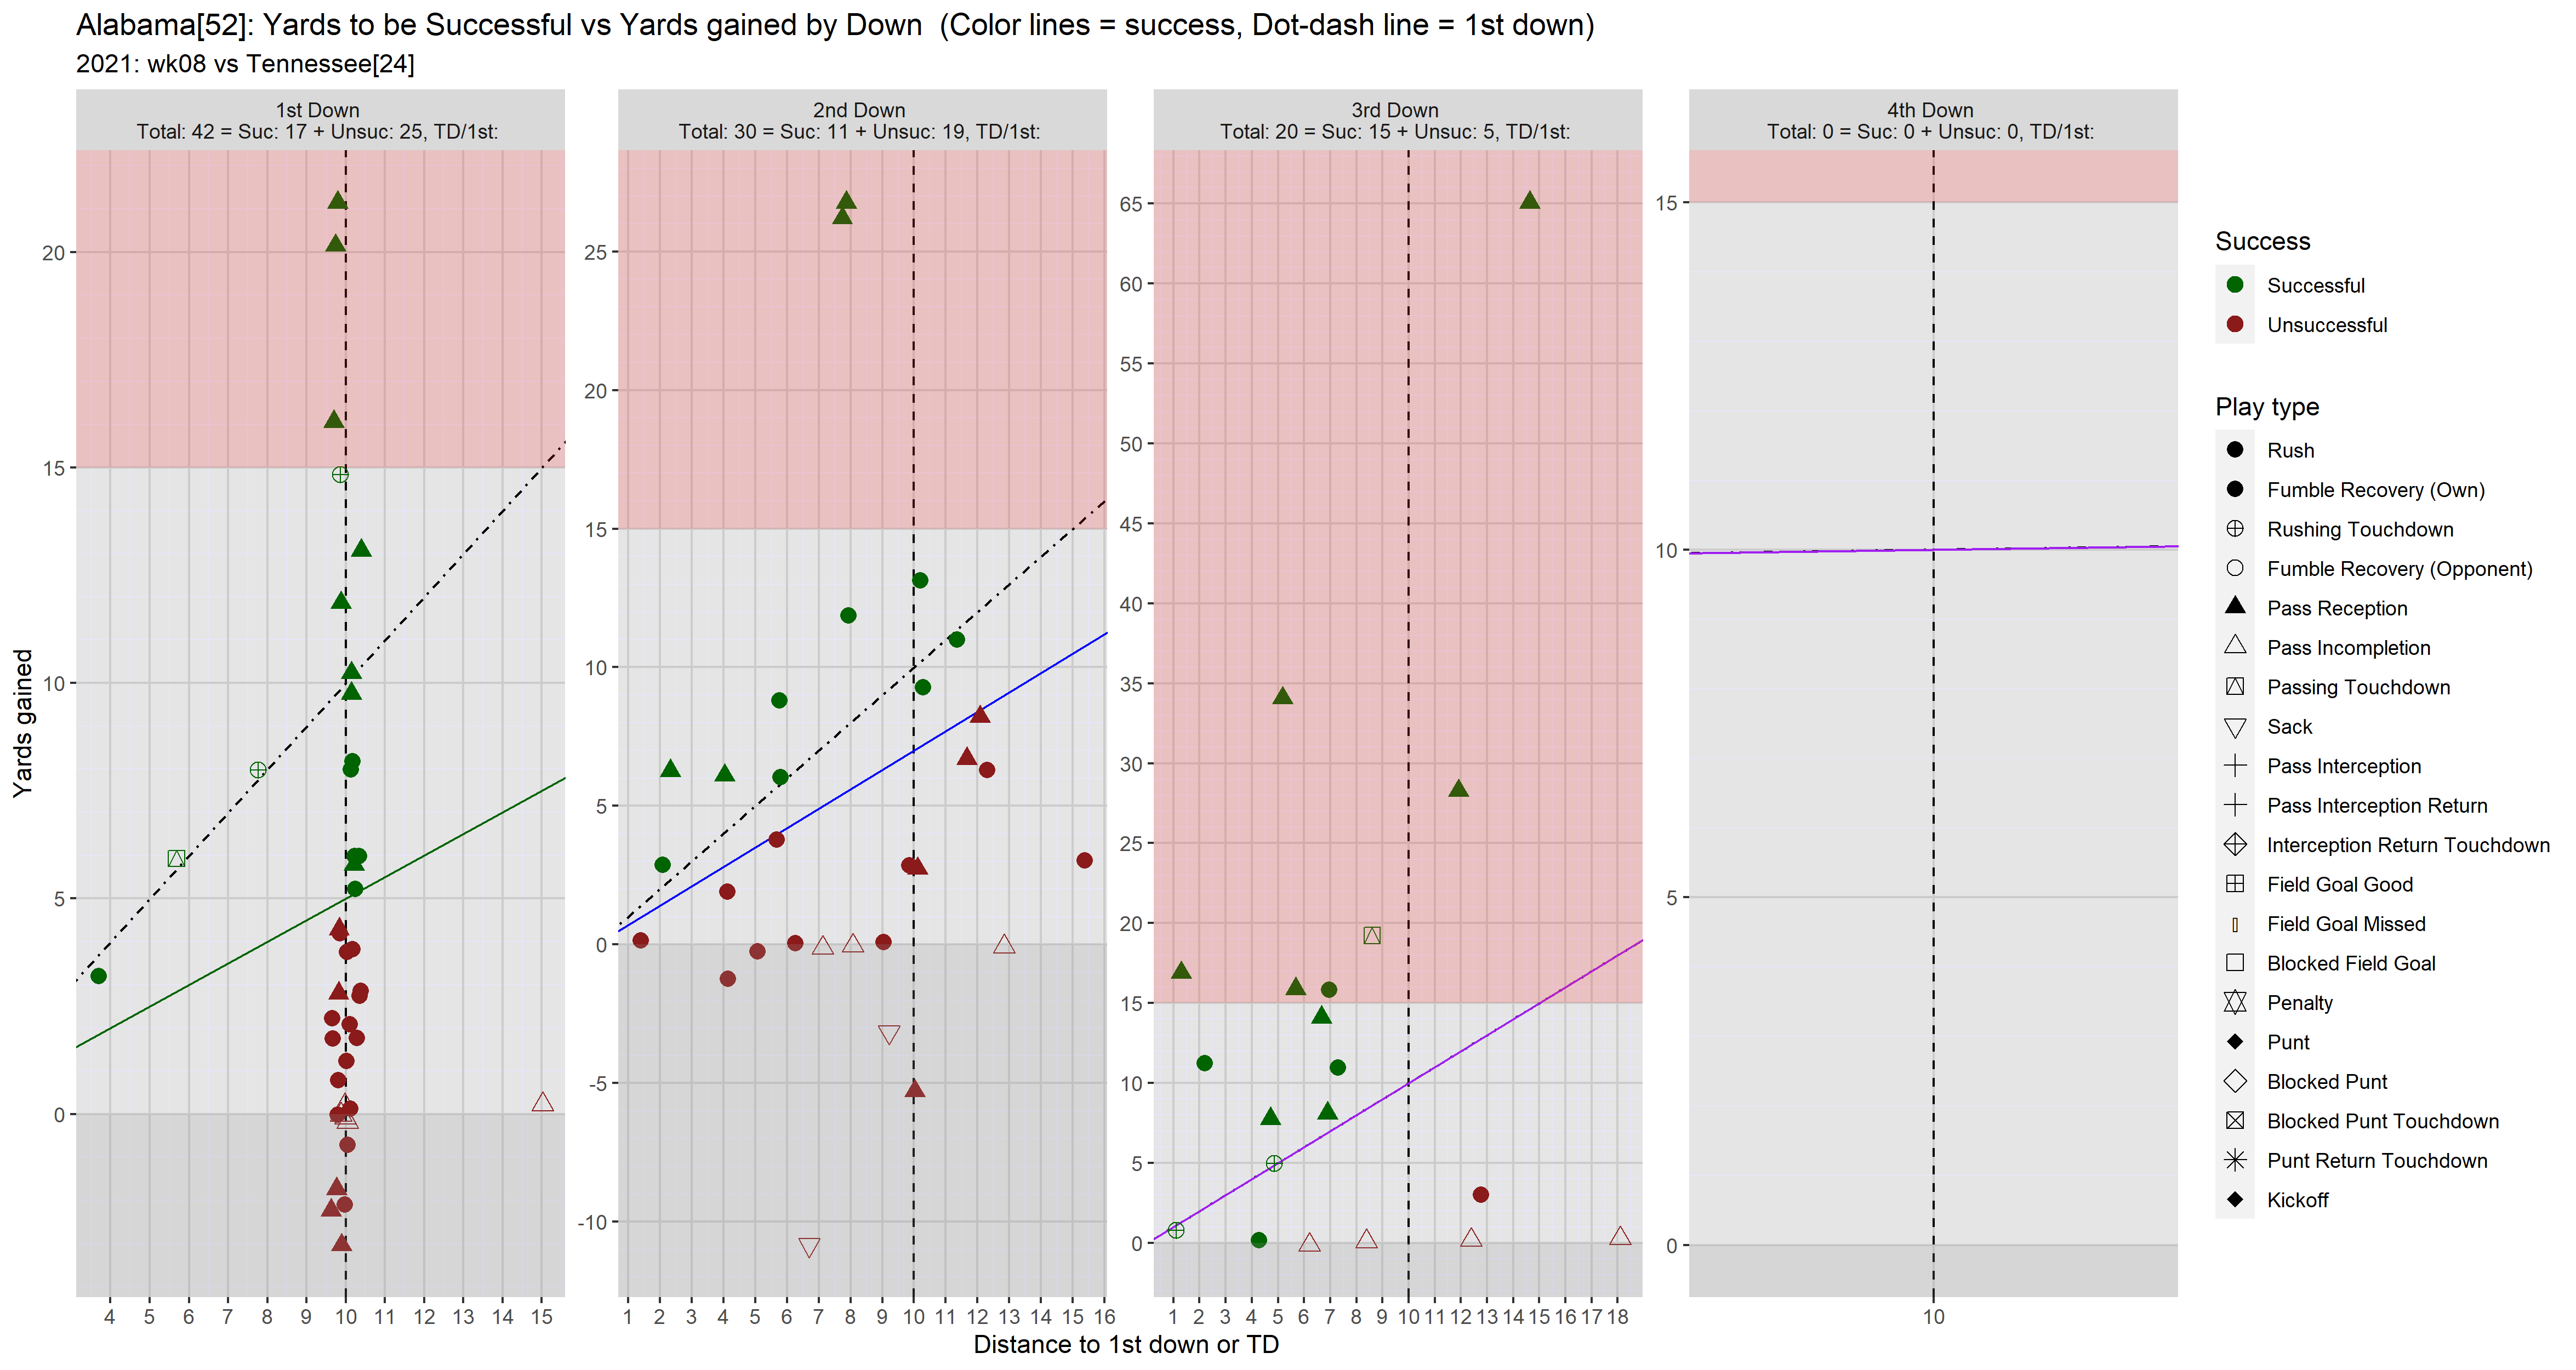 Alabama[52]: Yards to be Successful vs Yards gained by Down  (Color lines = success, Dot-dash line = 1st down)
2021: wk08 vs Tennessee[24]
1st Down
Total: 42 = Suc: 17 + Unsuc: 25, TD/1st:
2nd Down
Total: 30 = Suc: 11 + Unsuc: 19, TD/1st:
3rd Down
Total: 20 = Suc: 15 + Unsuc: 5, TD/1st:
4th Down
Total: 0 = Suc: 0 + Unsuc: 0, TD/1st:
Yards gained
20
15
10
5
0
4 5 6 7 8 9 10 11 12 13 14 15
25
20
15
10
5
0
-5
-10
1 2 3 4 5 6 7 8 9 10 11 12 13 14 15 16
65
60
55
50
45
40
35
30
25
20
15
10
5
0
1 2 3 4 5 6 7 8 9 10 11 12 13 14 15 16 17 18
15
10
5
0
10
Distance to 1st down or TD
Success
Successful
Unsuccessful
Play type
Rush
Fumble Recovery (Own)
Rushing Touchdown
Fumble Recovery (Opponent)
Pass Reception
Pass Incompletion
Passing Touchdown
Sack
Pass Interception
Pass Interception Return
Interception Return Touchdown
Field Goal Good
Field Goal Missed
Blocked Field Goal
Penalty
Punt
Blocked Punt
Blocked Punt Touchdown
Punt Return Touchdown
Kickoff